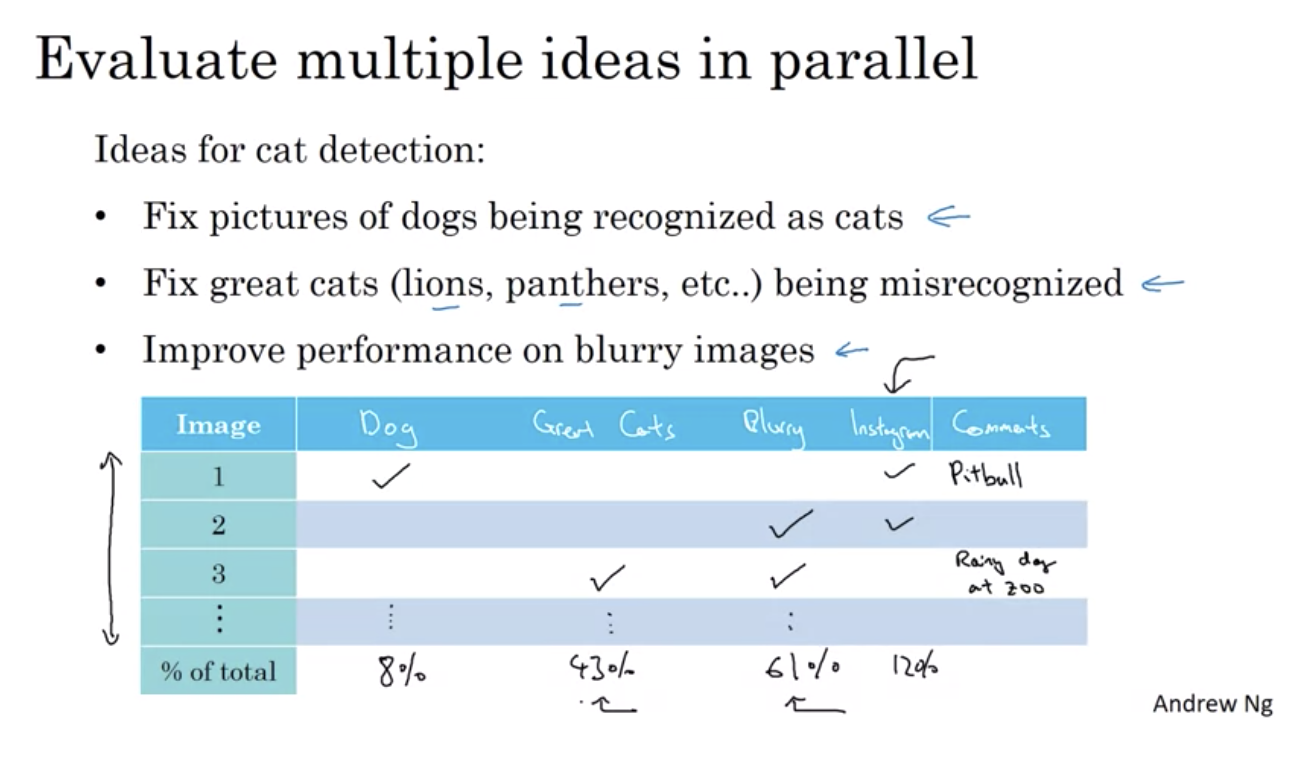 Evaluate multiple ideas in parallel
Ideas for cat detection:
• Fix pictures of dogs being recognized as cats
• Fix great cats (lions, panthers, etc..) being misrecognized
• Improve performance on blurry images
Image Dog Great Cats Blurry Instagram Comments
1 ✓ ✓ Pitbull
2 ✓ ✓
3 ✓ ✓ Rainy day at zoo
⋮ ⋮ ⋮ ⋮
% of total 8% 43% 61% 12%
Andrew Ng